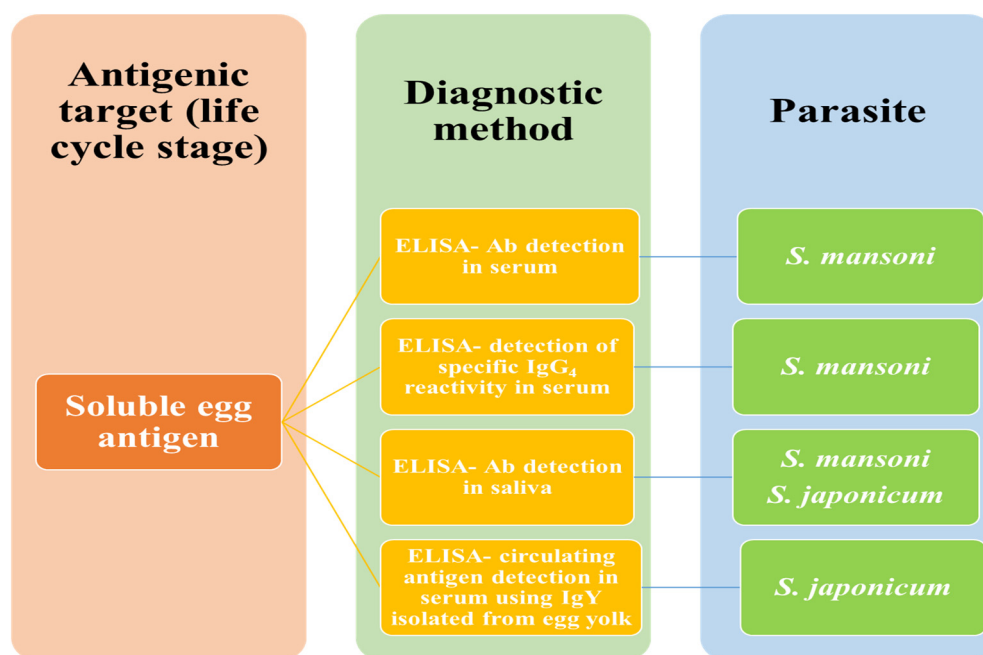 Antigenic
target (life
cycle stage)
Diagnostic
method
Parasite
Soluble egg
antigen
ELISA- Ab detection
in serum
S. mansoni
ELISA- detection of
specific IgG₄
reactivity in serum
S. mansoni
ELISA- Ab detection
in saliva
S. mansoni
S. japonicum
ELISA- circulating
antigen detection in
serum using IgY
isolated from egg yolk
S. japonicum